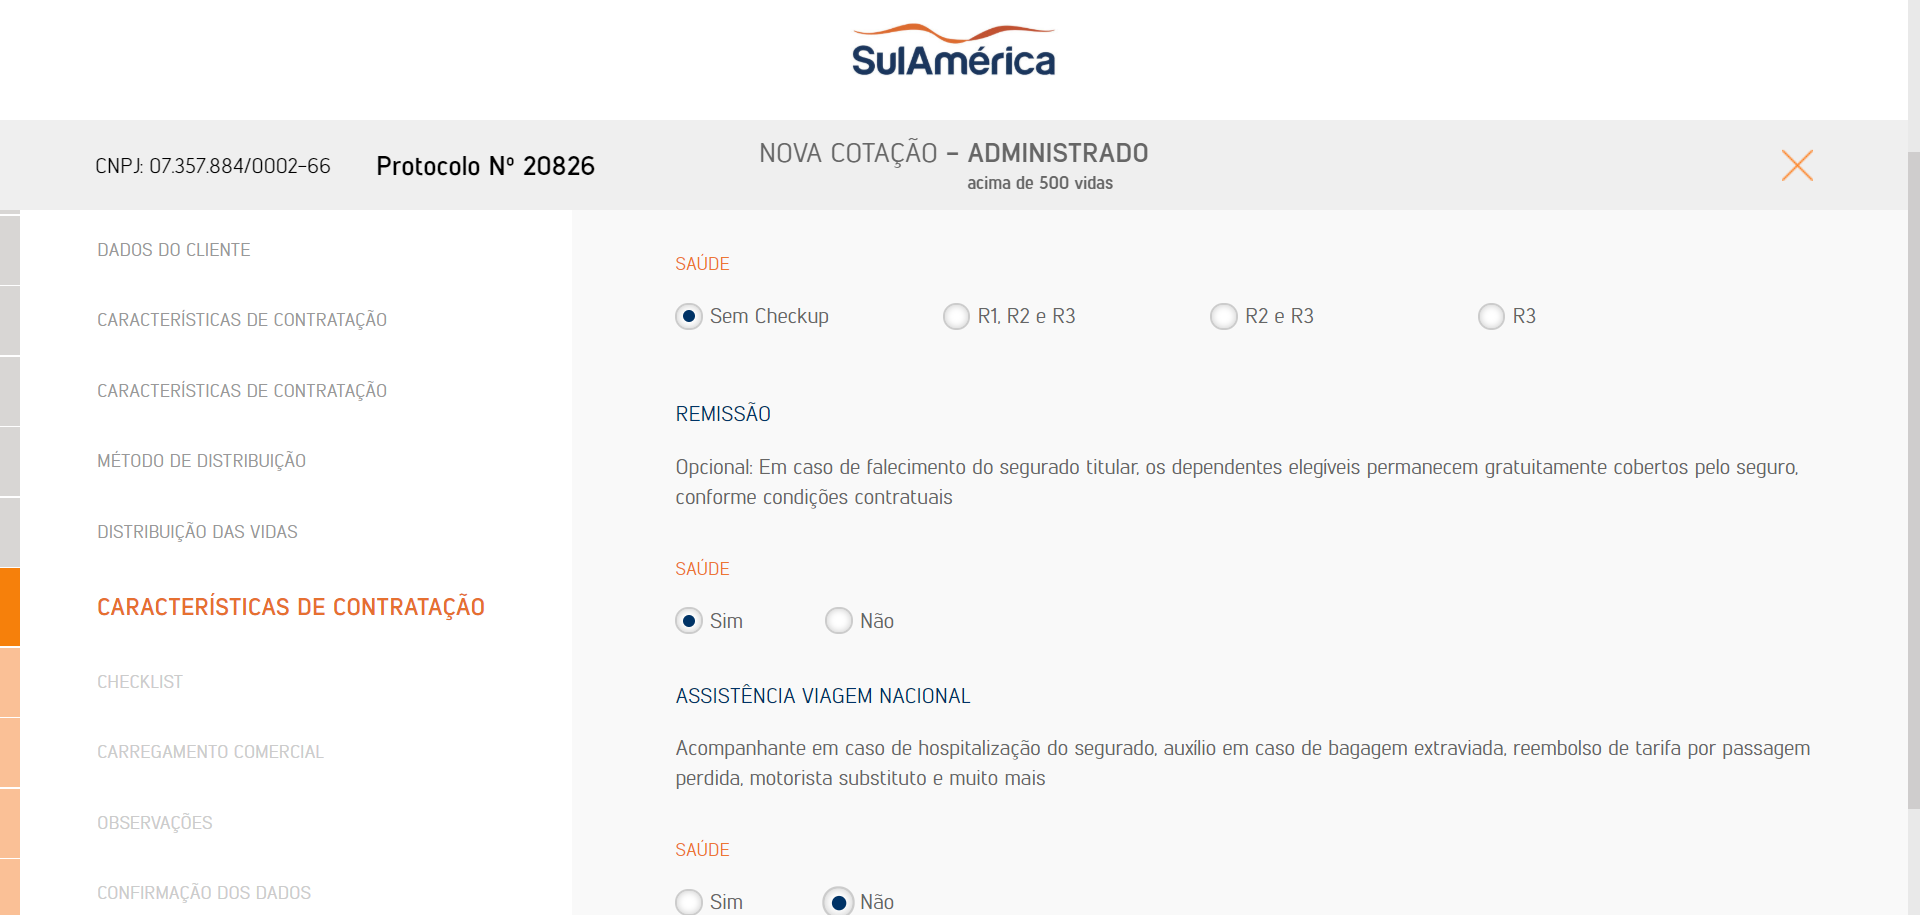 SulAmérica
CNPJ: 07.357.884/0002-66
Protocolo Nº 20826
NOVA COTAÇÃO - ADMINISTRADO
acima de 500 vidas
DADOS DO CLIENTE
CARACTERÍSTICAS DE CONTRATAÇÃO
CARACTERÍSTICAS DE CONTRATAÇÃO
MÉTODO DE DISTRIBUIÇÃO
DISTRIBUIÇÃO DAS VIDAS
CARACTERÍSTICAS DE CONTRATAÇÃO
CHECKLIST
CARREGAMENTO COMERCIAL
OBSERVAÇÕES
CONFIRMAÇÃO DOS DADOS
SAÚDE
Sem Checkup R1, R2 e R3 R2 e R3 R3
REMISSÃO
Opcional: Em caso de falecimento do segurado titular, os dependentes elegíveis permanecem gratuitamente cobertos pelo seguro,
conforme condições contratuais
SAÚDE
Sim Não
ASSISTÊNCIA VIAGEM NACIONAL
Acompanhante em caso de hospitalização do segurado, auxílio em caso de bagagem extraviada, reembolso de tarifa por passagem
perdida, motorista substituto e muito mais
SAÚDE
Sim Não